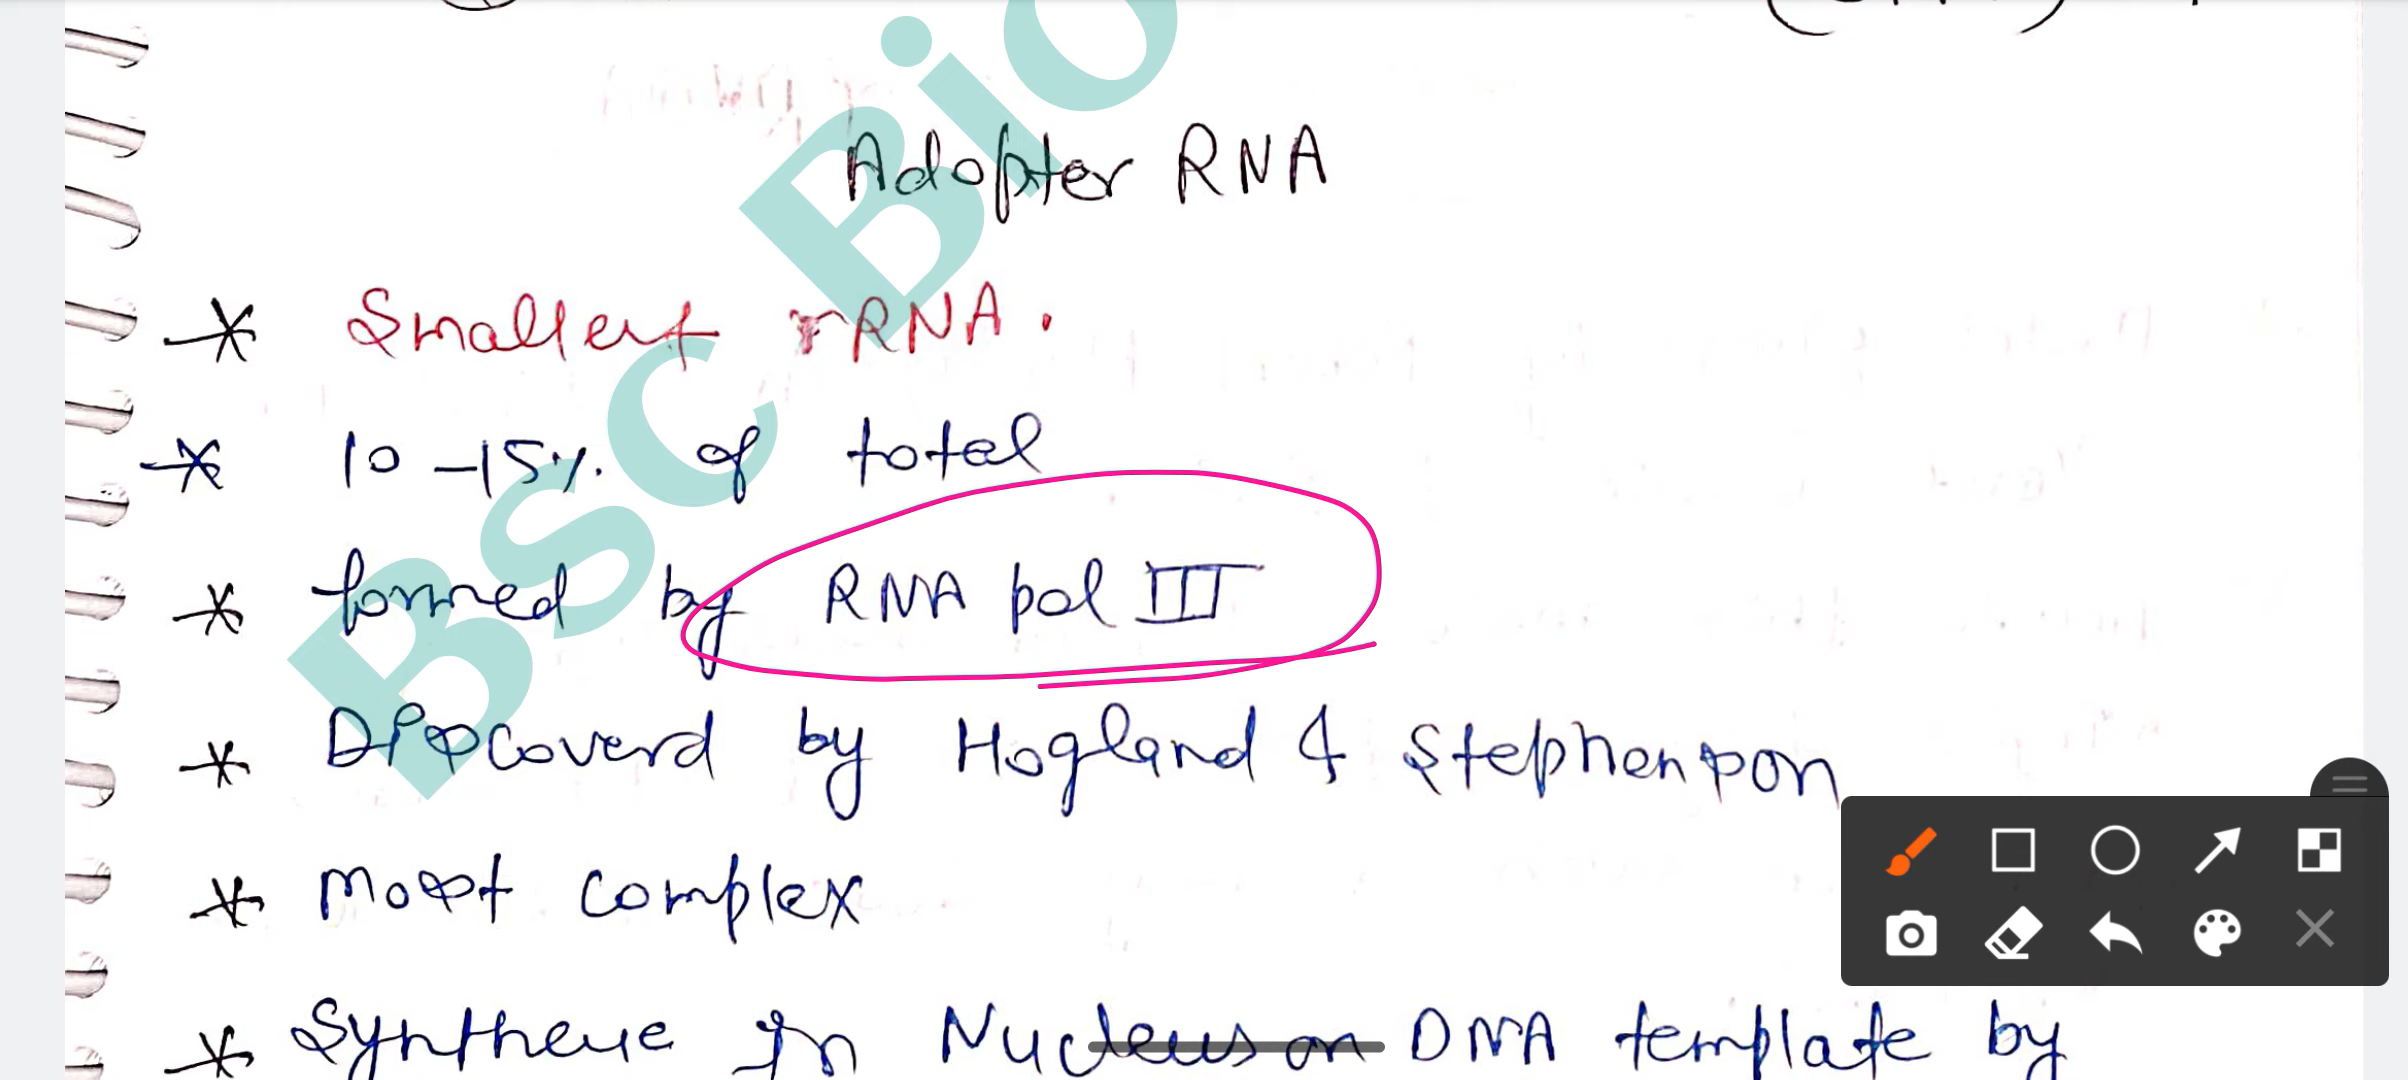 Adopter RNA
* Smallest rRNA.
* 10-15% of total
* formed by RNA pol III
* Discoverd by Hogland & Stephenson
* Most complex
* Synthese in Nucleus on DNA template by
BSc Bio